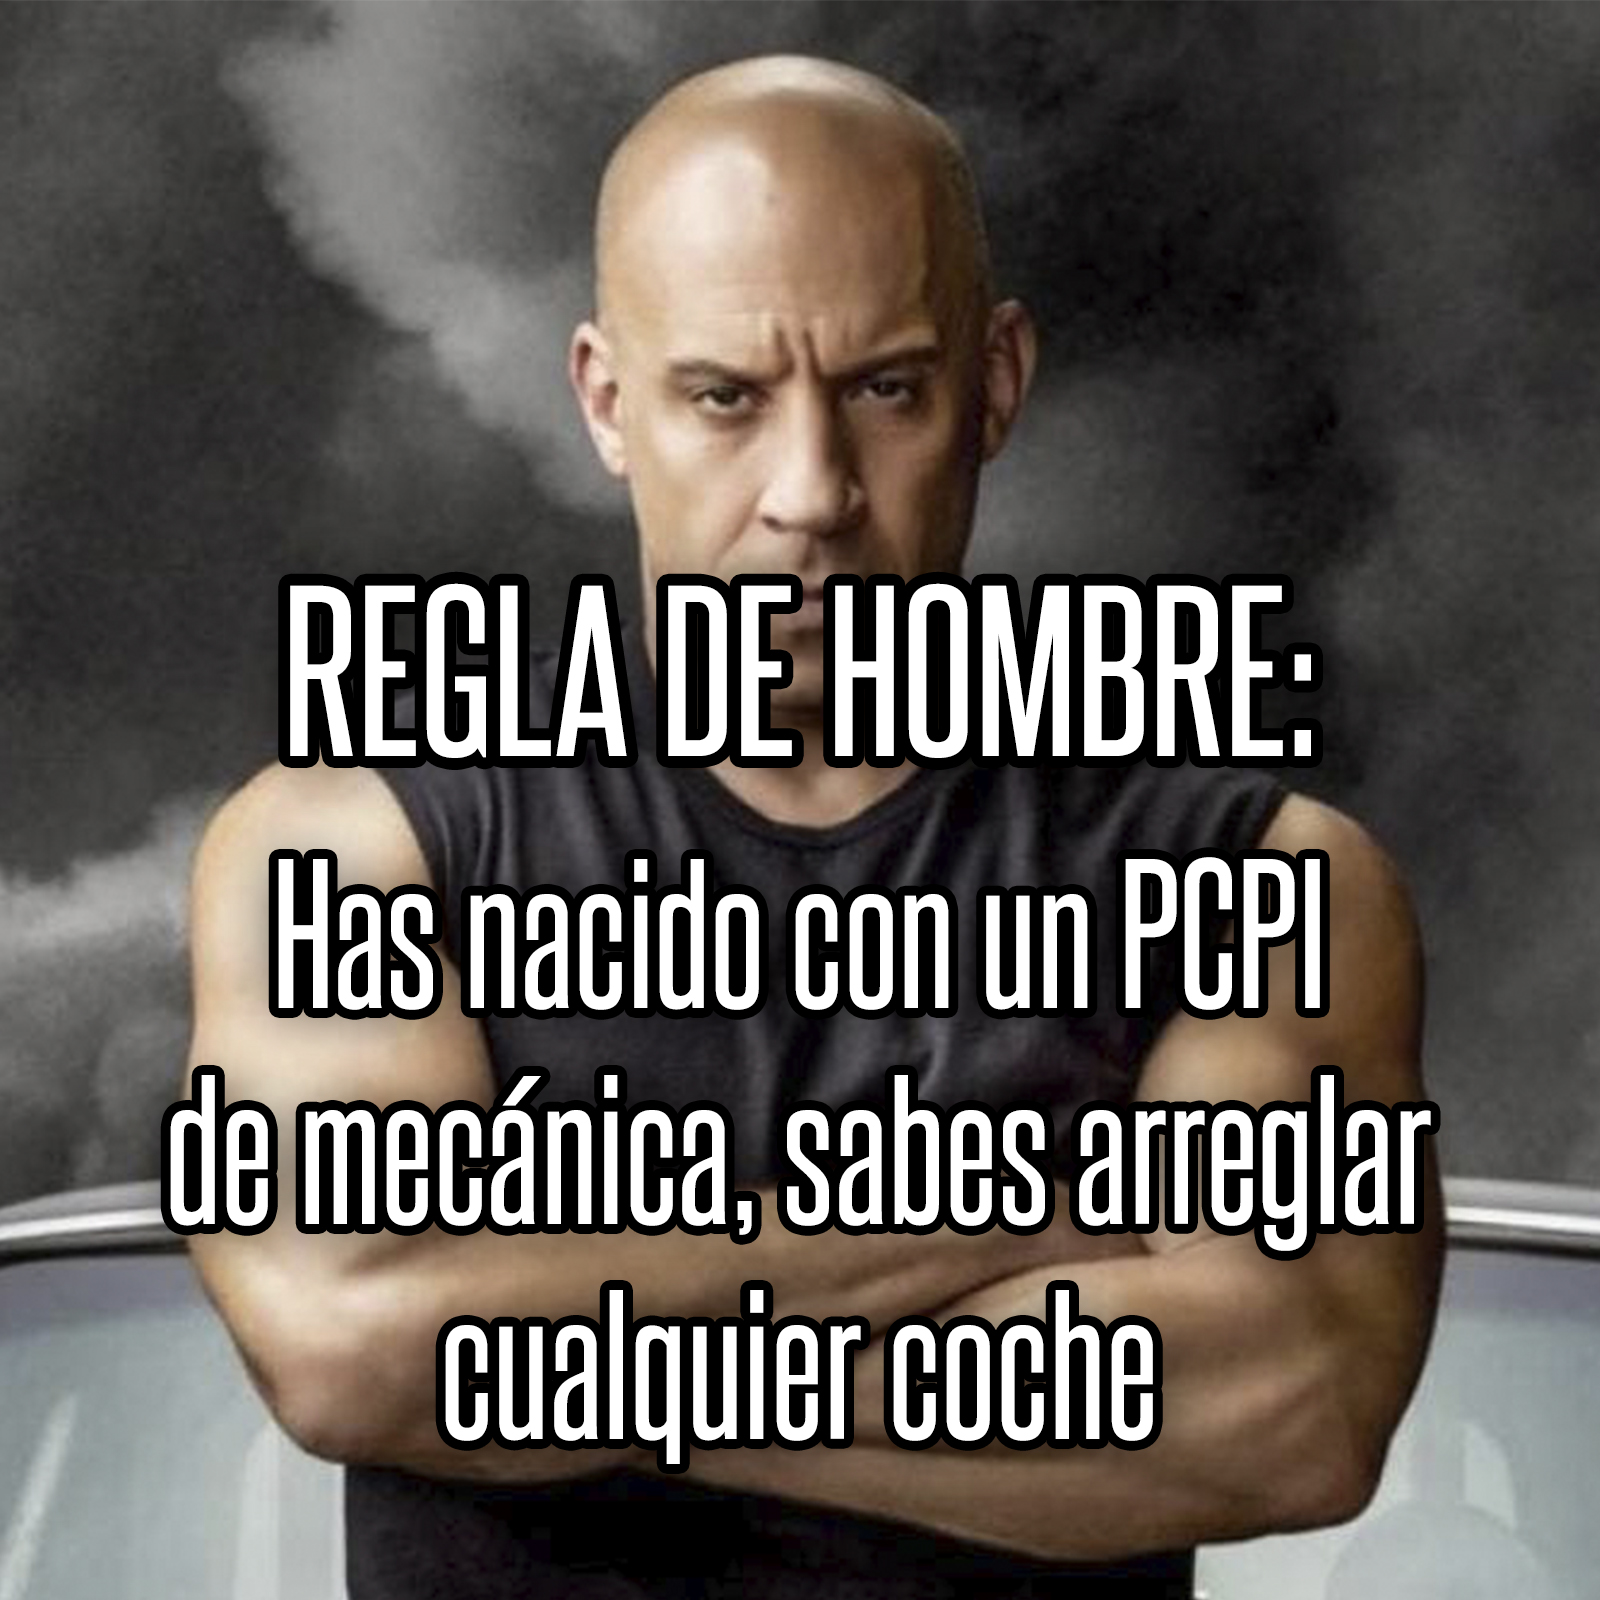 REGLA DE HOMBRE:
Has nacido con un PCPI
de mecánica, sabes arreglar
cualquier coche